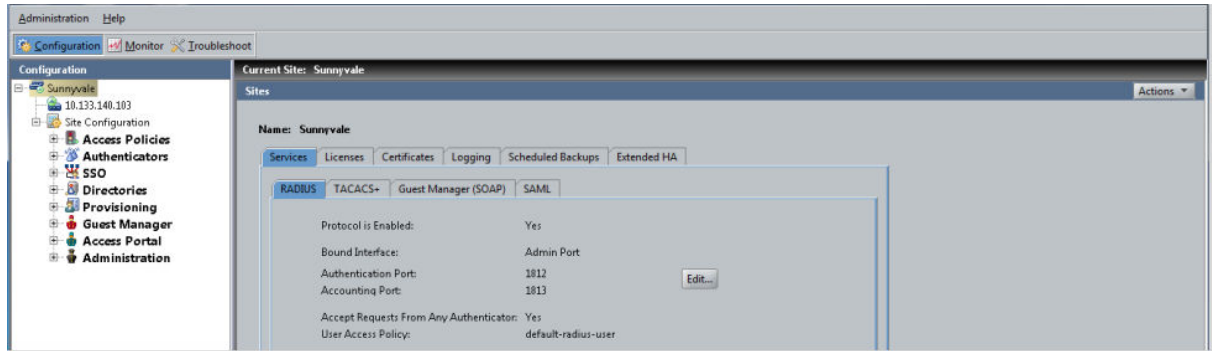 Administration Help
Configuration Monitor Troubleshoot
Configuration
Sunnyvale
10.133.140.103
Site Configuration
Access Policies
Authenticators
SSO
Directories
Provisioning
Guest Manager
Access Portal
Administration
Current Site: Sunnyvale
Sites Actions
Name: Sunnyvale
Services Licenses Certificates Logging Scheduled Backups Extended HA
RADIUS TACACS+ Guest Manager (SOAP) SAML
Protocol is Enabled: Yes
Bound Interface: Admin Port
Authentication Port: 1812
Edit...
Accounting Port: 1813
Accept Requests From Any Authenticator: Yes
User Access Policy: default-radius-user